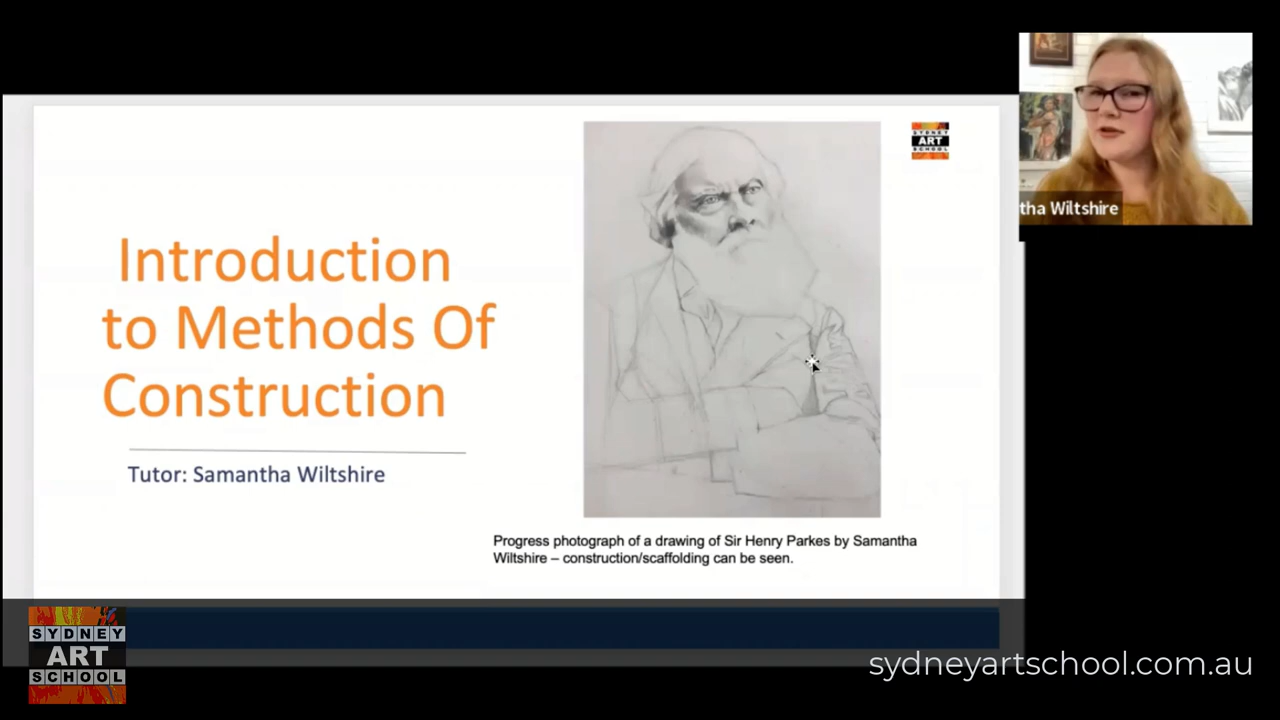 SYDNEY
ART
SCHOOL
tha Wiltshire
Introduction
to Methods Of
Construction
Tutor: Samantha Wiltshire
Progress photograph of a drawing of Sir Henry Parkes by Samantha
Wiltshire – construction/scaffolding can be seen.
SYDNEY
ART
SCHOOL
sydneyartschool.com.au